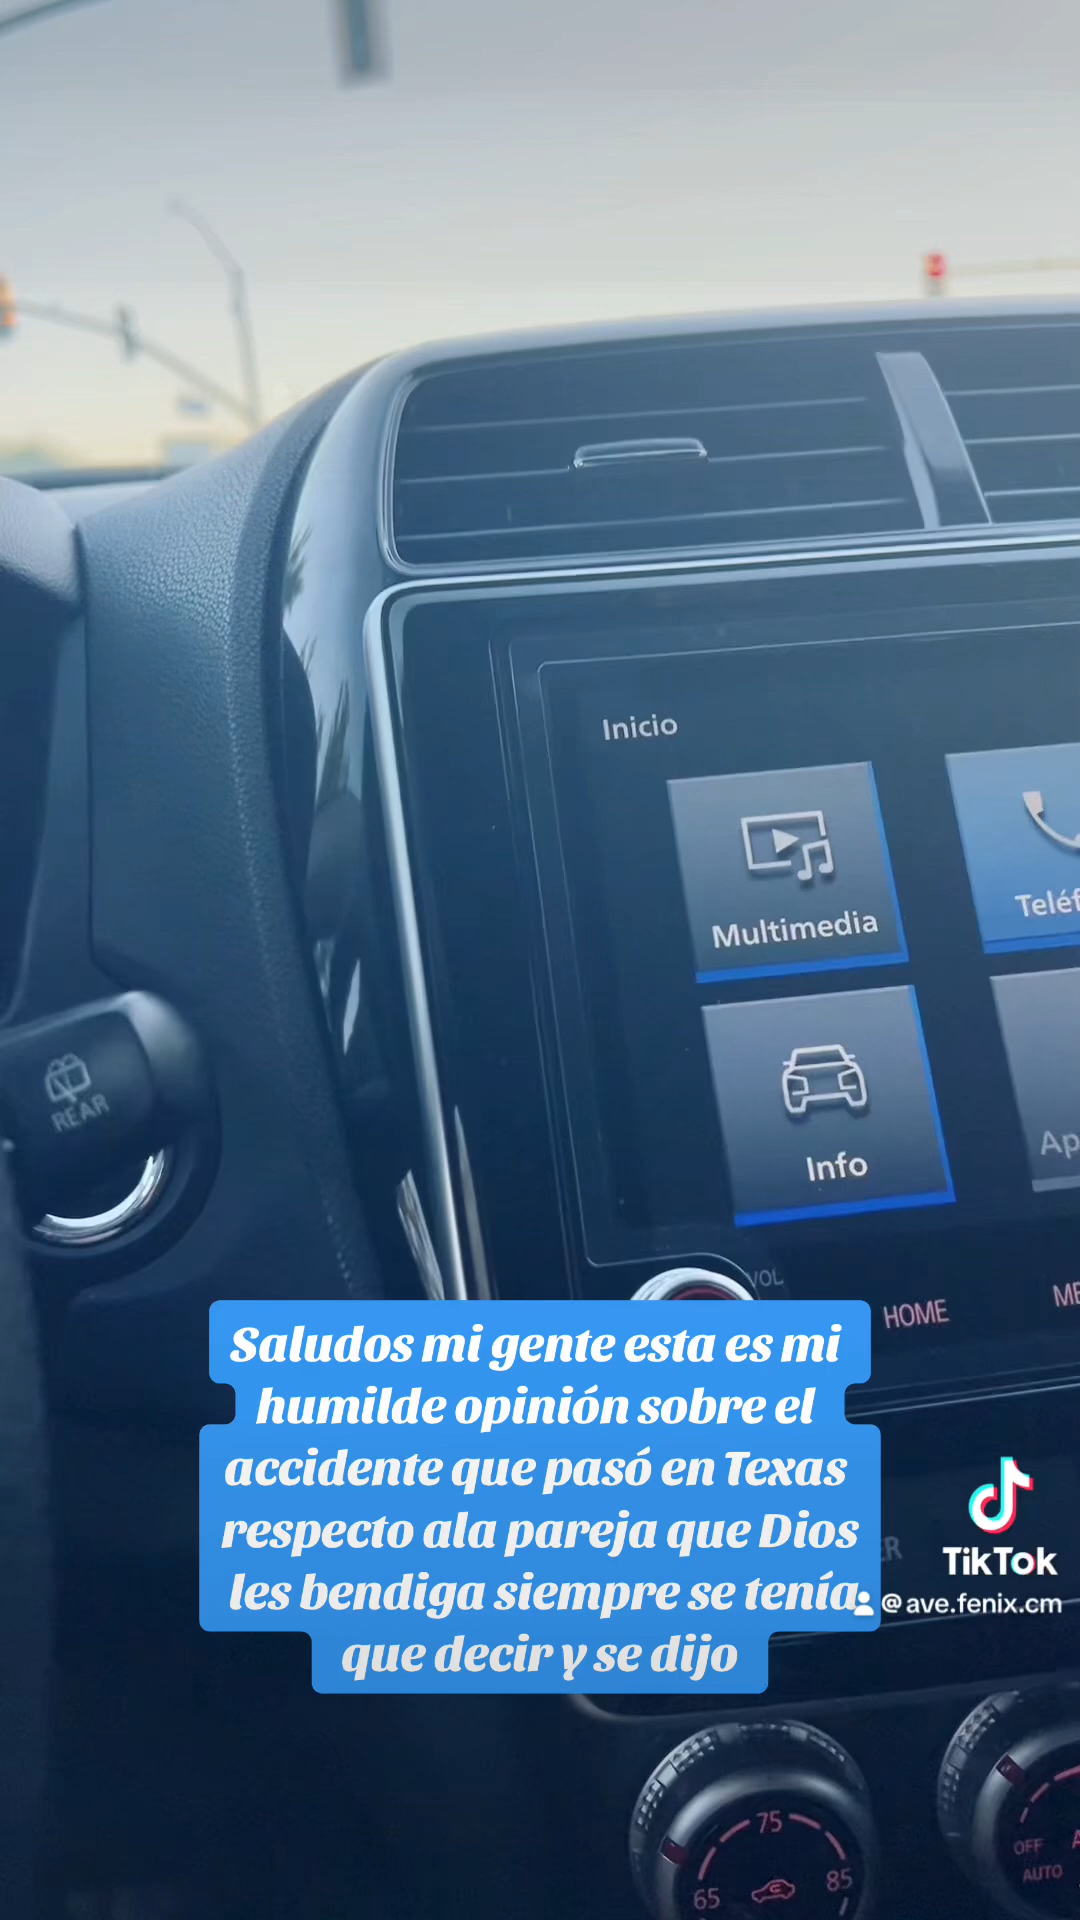 Inicio
Multimedia
Info
REAR
VOL
HOME
Saludos mi gente esta es mi
humilde opinión sobre el
accidente que pasó en Texas
respecto ala pareja que Dios
les bendiga siempre se tenía
que decir y se dijo
TikTok
@ave.fenix.cm
75
65
85
OFF
AUTO